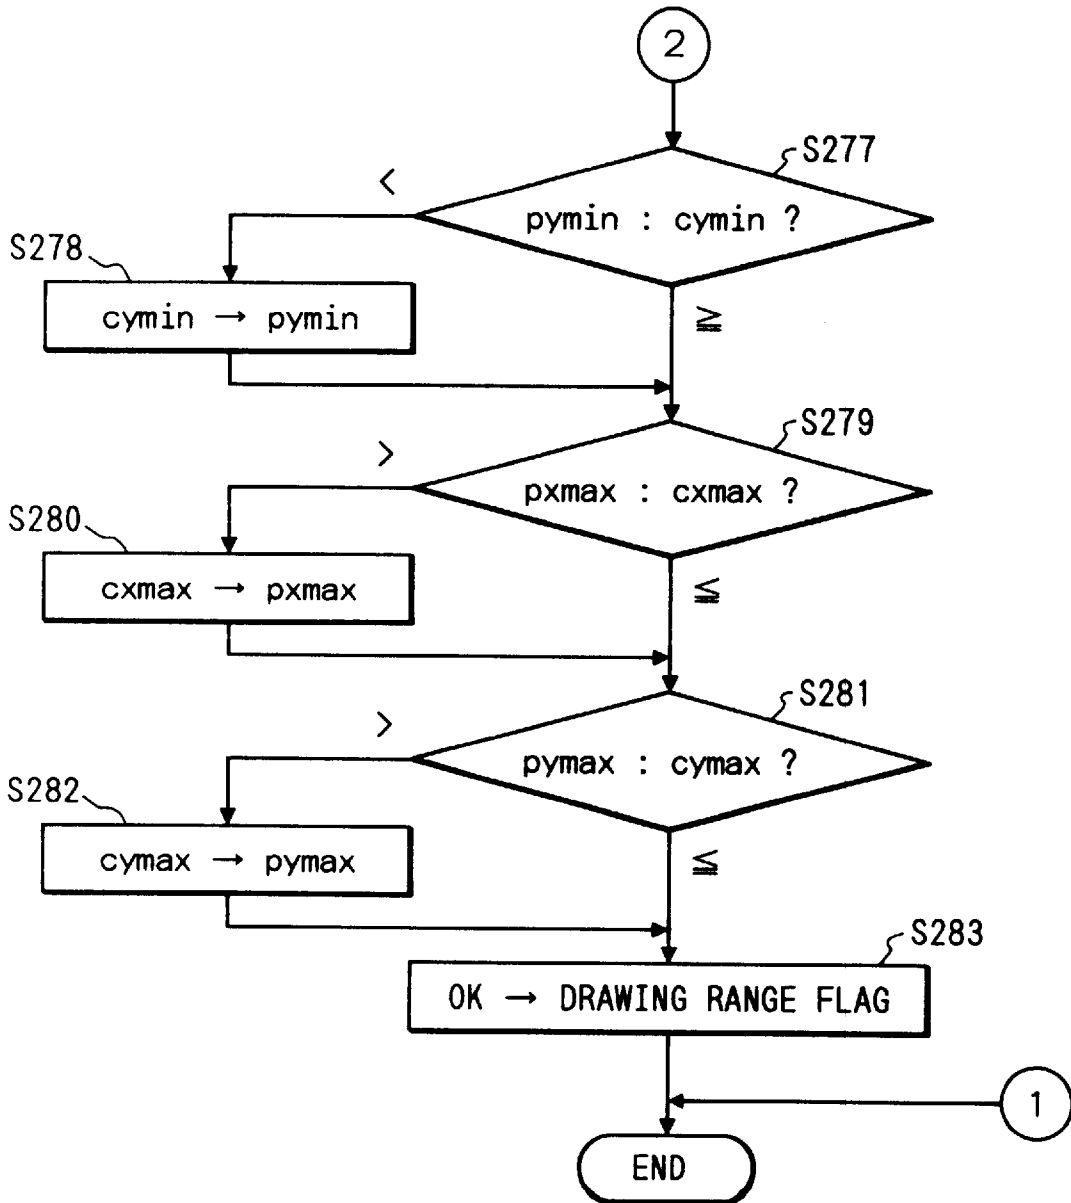 2
S277
<
pymin : cymin ?
S278
cymin → pymin
≧
S279
>
pxmax : cxmax ?
S280
cxmax → pxmax
≦
S281
>
pymax : cymax ?
S282
cymax → pymax
≦
S283
OK → DRAWING RANGE FLAG
1
END